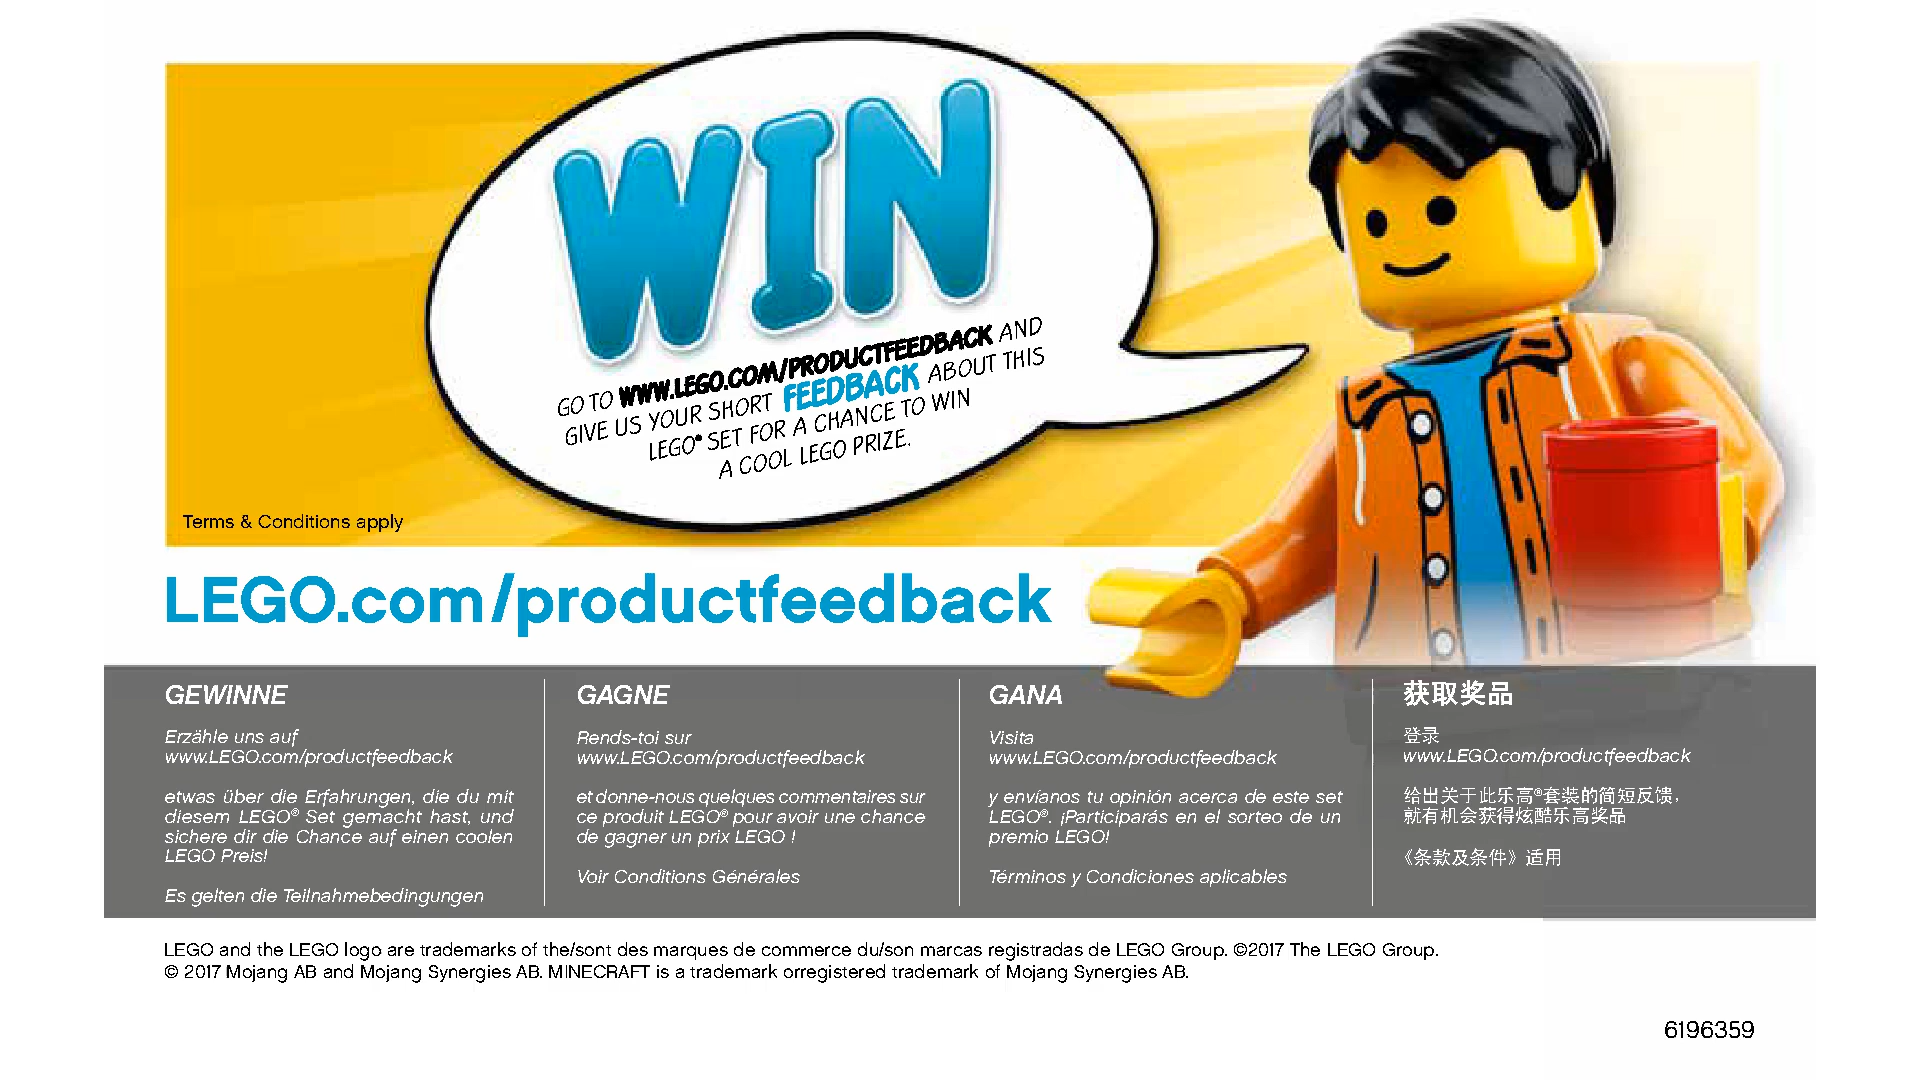 WIN
GO TO WWW.LEGO.COM/PRODUCTFEEDBACK AND
GIVE US YOUR SHORT FEEDBACK ABOUT THIS
LEGO® SET FOR A CHANCE TO WIN
A COOL LEGO PRIZE.
Terms & Conditions apply
LEGO.com/productfeedback
GEWINNE
Erzähle uns auf
www.LEGO.com/productfeedback
etwas über die Erfahrungen, die du mit
diesem LEGO® Set gemacht hast, und
sichere dir die Chance auf einen coolen
LEGO Preis!
Es gelten die Teilnahmebedingungen
GAGNE
Rends-toi sur
www.LEGO.com/productfeedback
et donne-nous quelques commentaires sur
ce produit LEGO® pour avoir une chance
de gagner un prix LEGO !
Voir Conditions Générales
GANA
Visita
www.LEGO.com/productfeedback
y envíanos tu opinión acerca de este set
LEGO®. ¡Participarás en el sorteo de un
premio LEGO!
Términos y Condiciones aplicables
获取奖品
登录
www.LEGO.com/productfeedback
给出关于此乐高®套装的简短反馈，
就有机会获得炫酷乐高奖品
《条款及条件》适用
LEGO and the LEGO logo are trademarks of the/sont des marques de commerce du/son marcas registradas de LEGO Group. ©2017 The LEGO Group.
© 2017 Mojang AB and Mojang Synergies AB. MINECRAFT is a trademark orregistered trademark of Mojang Synergies AB.
6196359